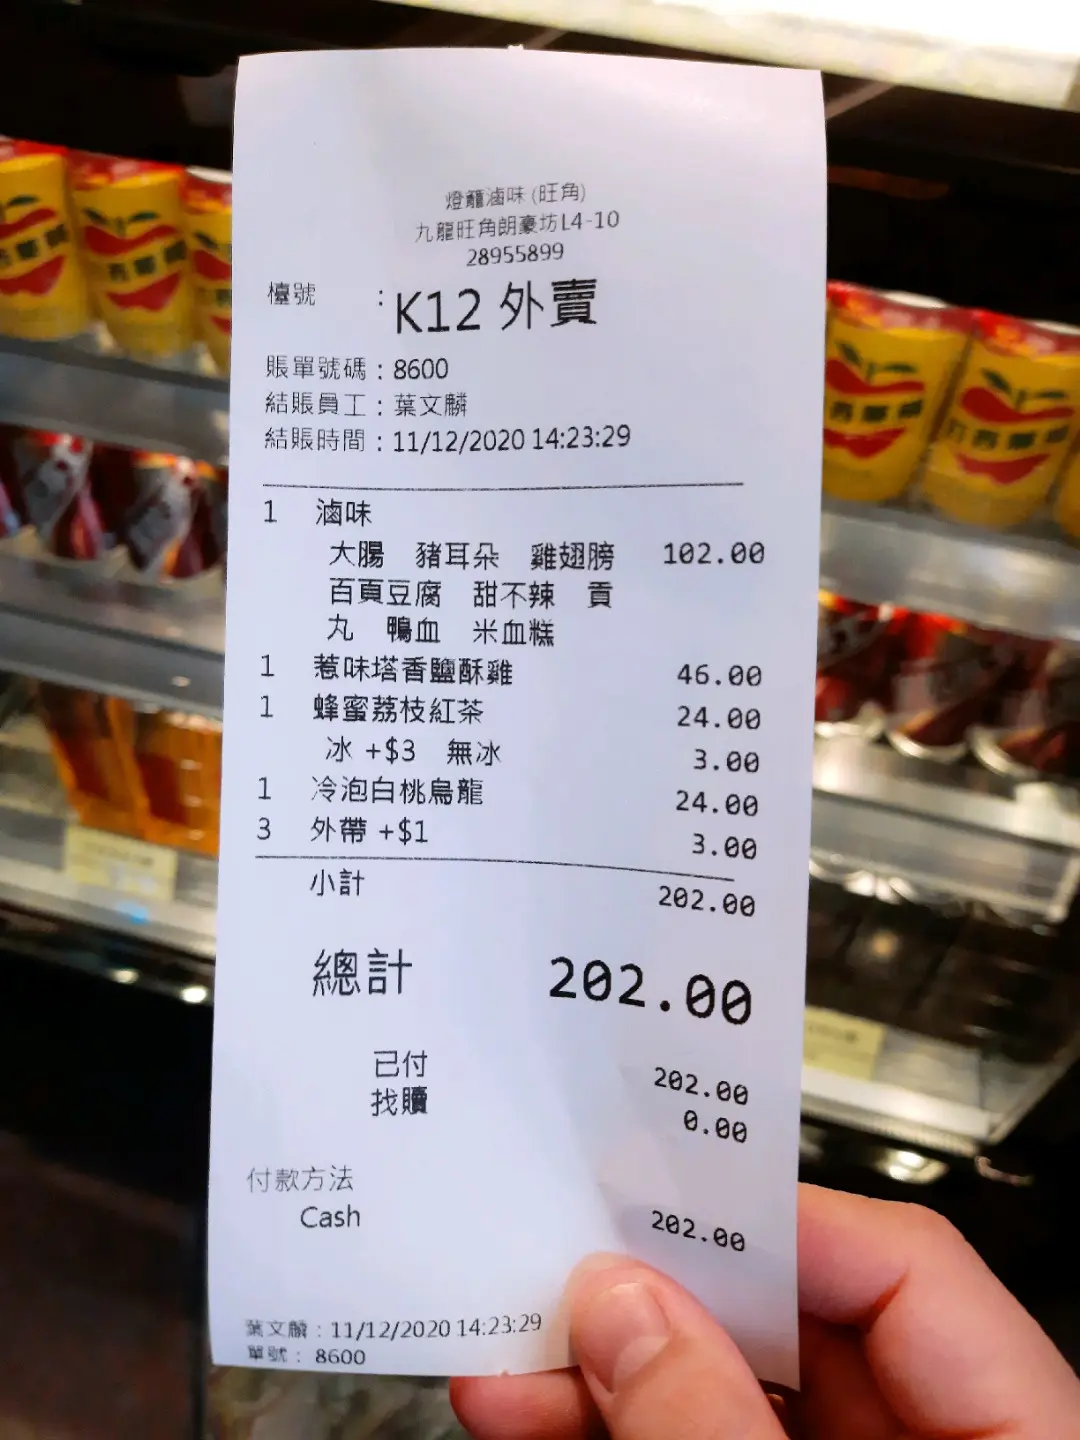 燈籠滷味 (旺角)
九龍旺角朗豪坊L4-10
28955899
檯號 : K12 外賣
賬單號碼 : 8600
結賬員工 : 葉文麟
結賬時間 : 11/12/2020 14:23:29
1 滷味
大腸 豬耳朵 雞翅膀 102.00
百頁豆腐 甜不辣 貢
丸 鴨血 米血糕
1 惹味塔香鹽酥雞 46.00
1 蜂蜜荔枝紅茶 24.00
冰 +$3 無冰 3.00
1 冷泡白桃烏龍 24.00
3 外帶 +$1 3.00
小計 202.00
總計 202.00
已付 202.00
找贖 0.00
付款方法
Cash 202.00
葉文麟 : 11/12/2020 14:23:29
單號 : 8600